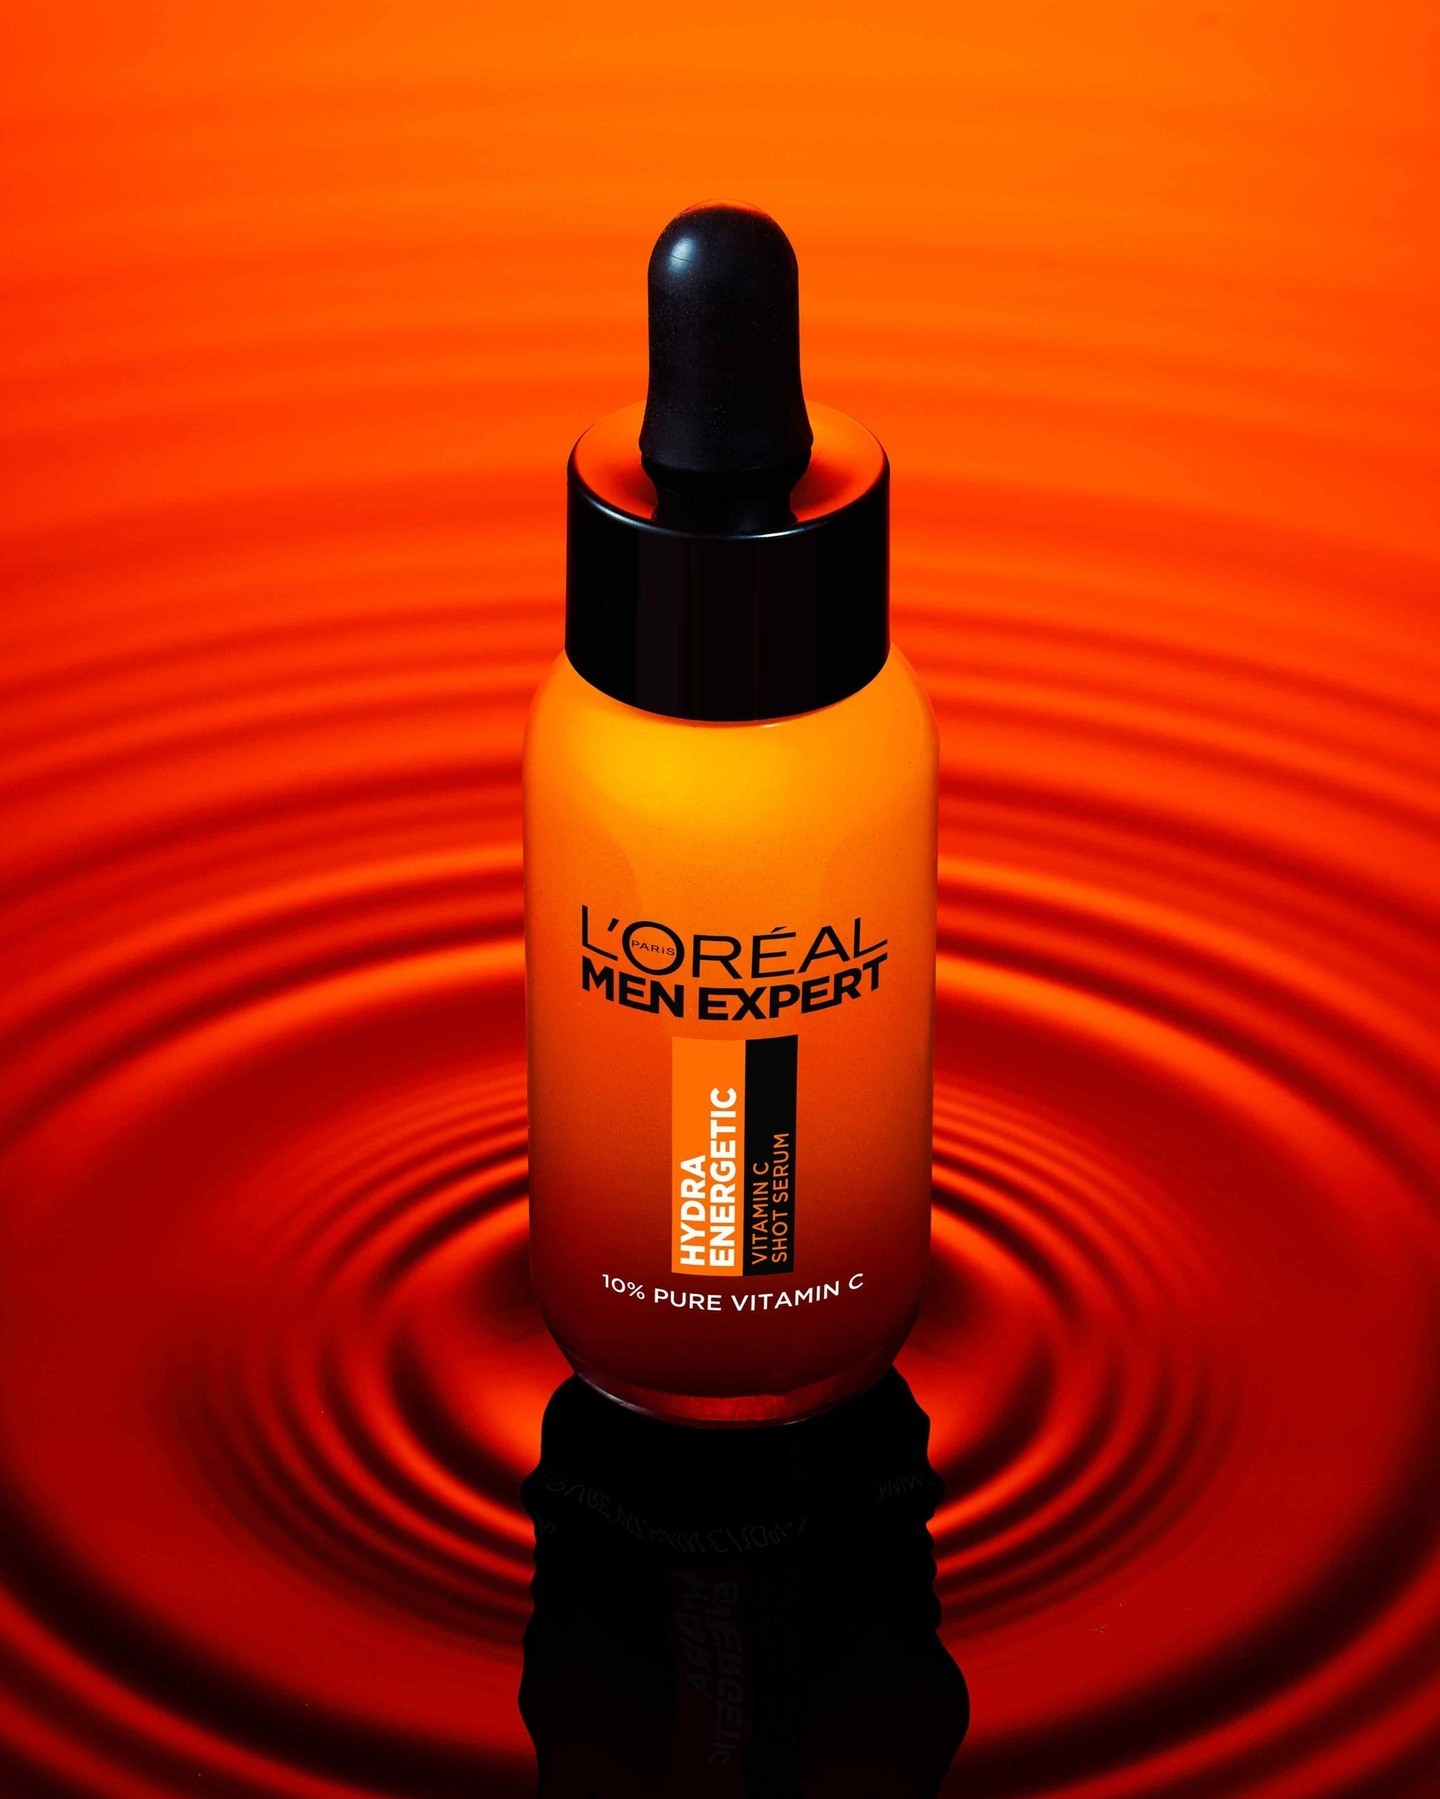 L'ORÉAL
PARIS
MEN EXPERT
HYDRA
ENERGETIC
VITAMIN C
SHOT SERUM
10% PURE VITAMIN C